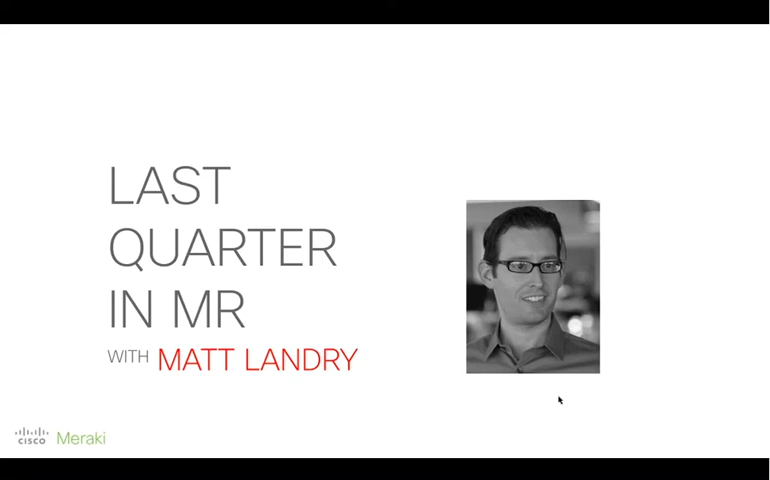 LAST
QUARTER
IN MR
WITH MATT LANDRY
CISCO Meraki